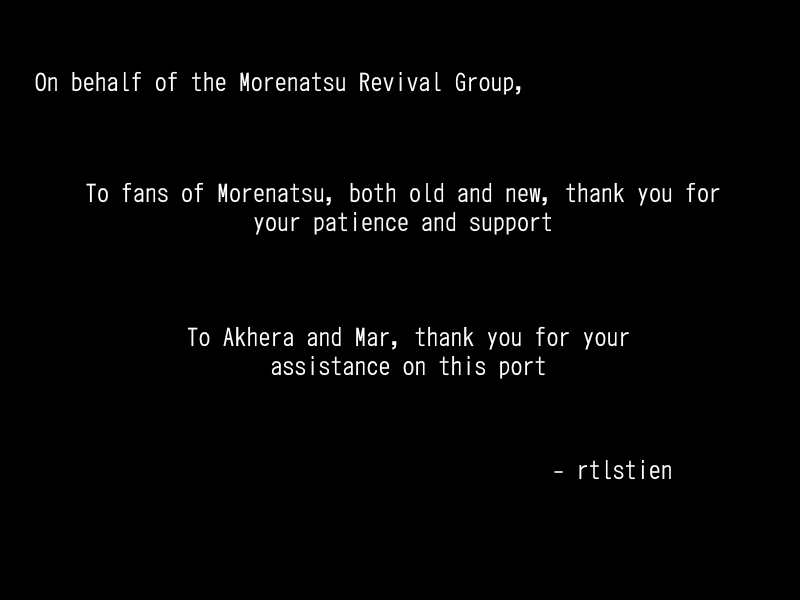 On behalf of the Morenatsu Revival Group,
To fans of Morenatsu, both old and new, thank you for
your patience and support
To Akhera and Mar, thank you for your
assistance on this port
- rtlstien